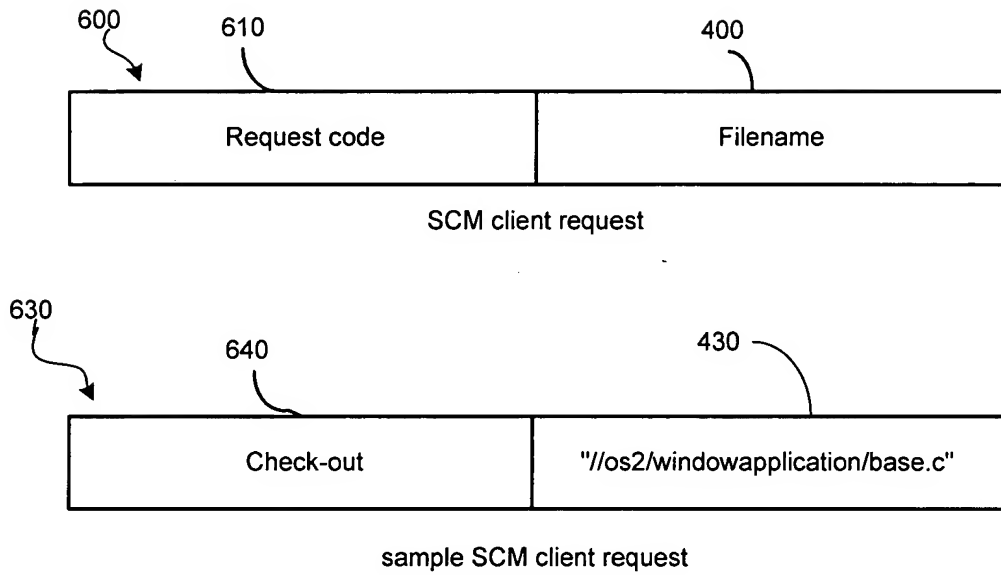 600
610
400
Request code
Filename
SCM client request
630
640
430
Check-out
"//os2/windowapplication/base.c"
sample SCM client request